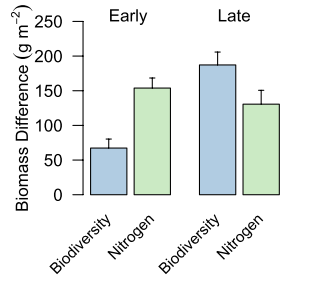 Early Late
Biomass Difference (g m⁻²)
250
200
150
100
50
0
Biodiversity
Nitrogen
Biodiversity
Nitrogen